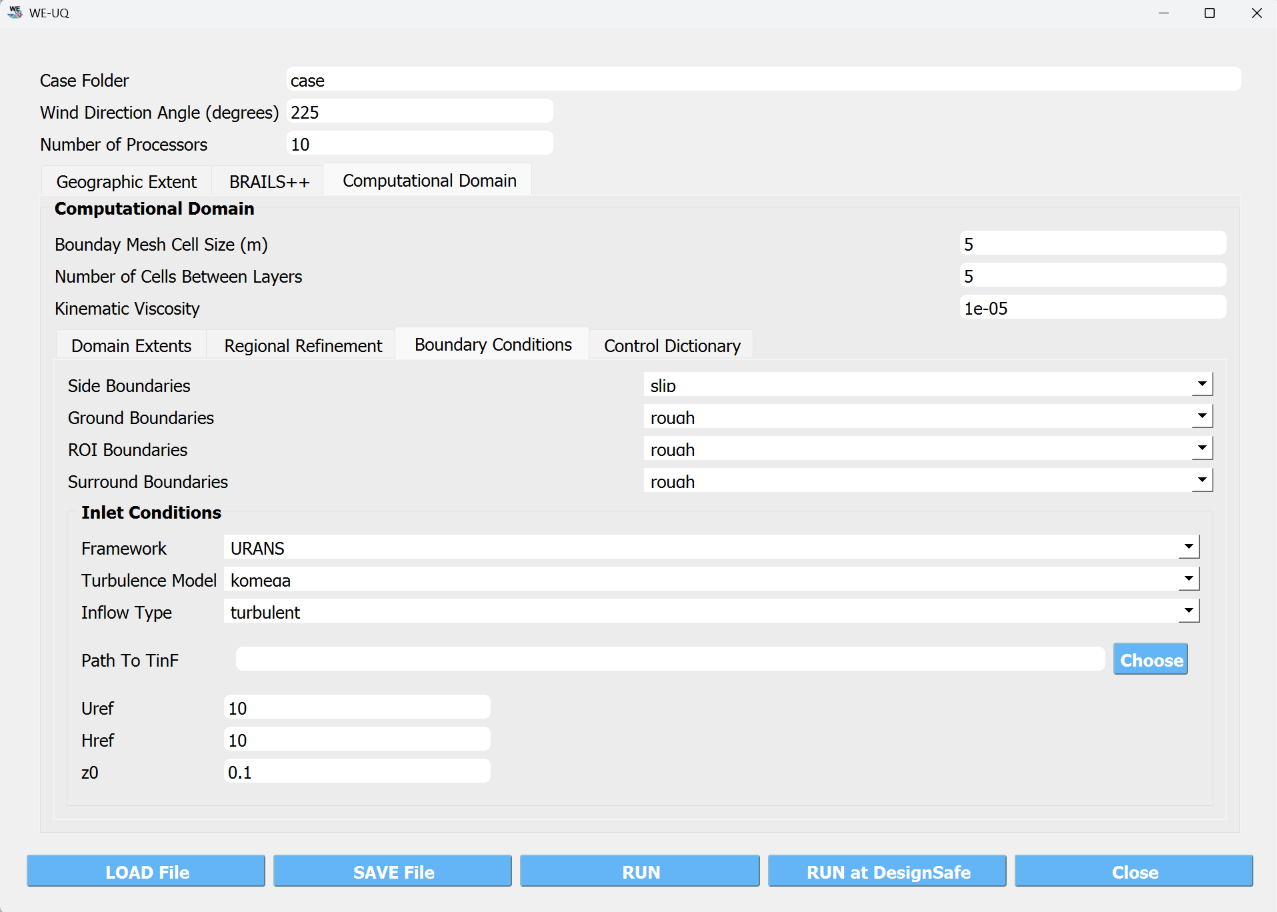 WE-UQ
Case Folder case
Wind Direction Angle (degrees) 225
Number of Processors 10
Geographic Extent BRAILS++ Computational Domain
Computational Domain
Bounday Mesh Cell Size (m) 5
Number of Cells Between Layers 5
Kinematic Viscosity 1e-05
Domain Extents Regional Refinement Boundary Conditions Control Dictionary
Side Boundaries slip
Ground Boundaries rough
ROI Boundaries rough
Surround Boundaries rough
Inlet Conditions
Framework URANS
Turbulence Model komega
Inflow Type turbulent
Path To TinF Choose
Uref 10
Href 10
z0 0.1
LOAD File SAVE File RUN RUN at DesignSafe Close